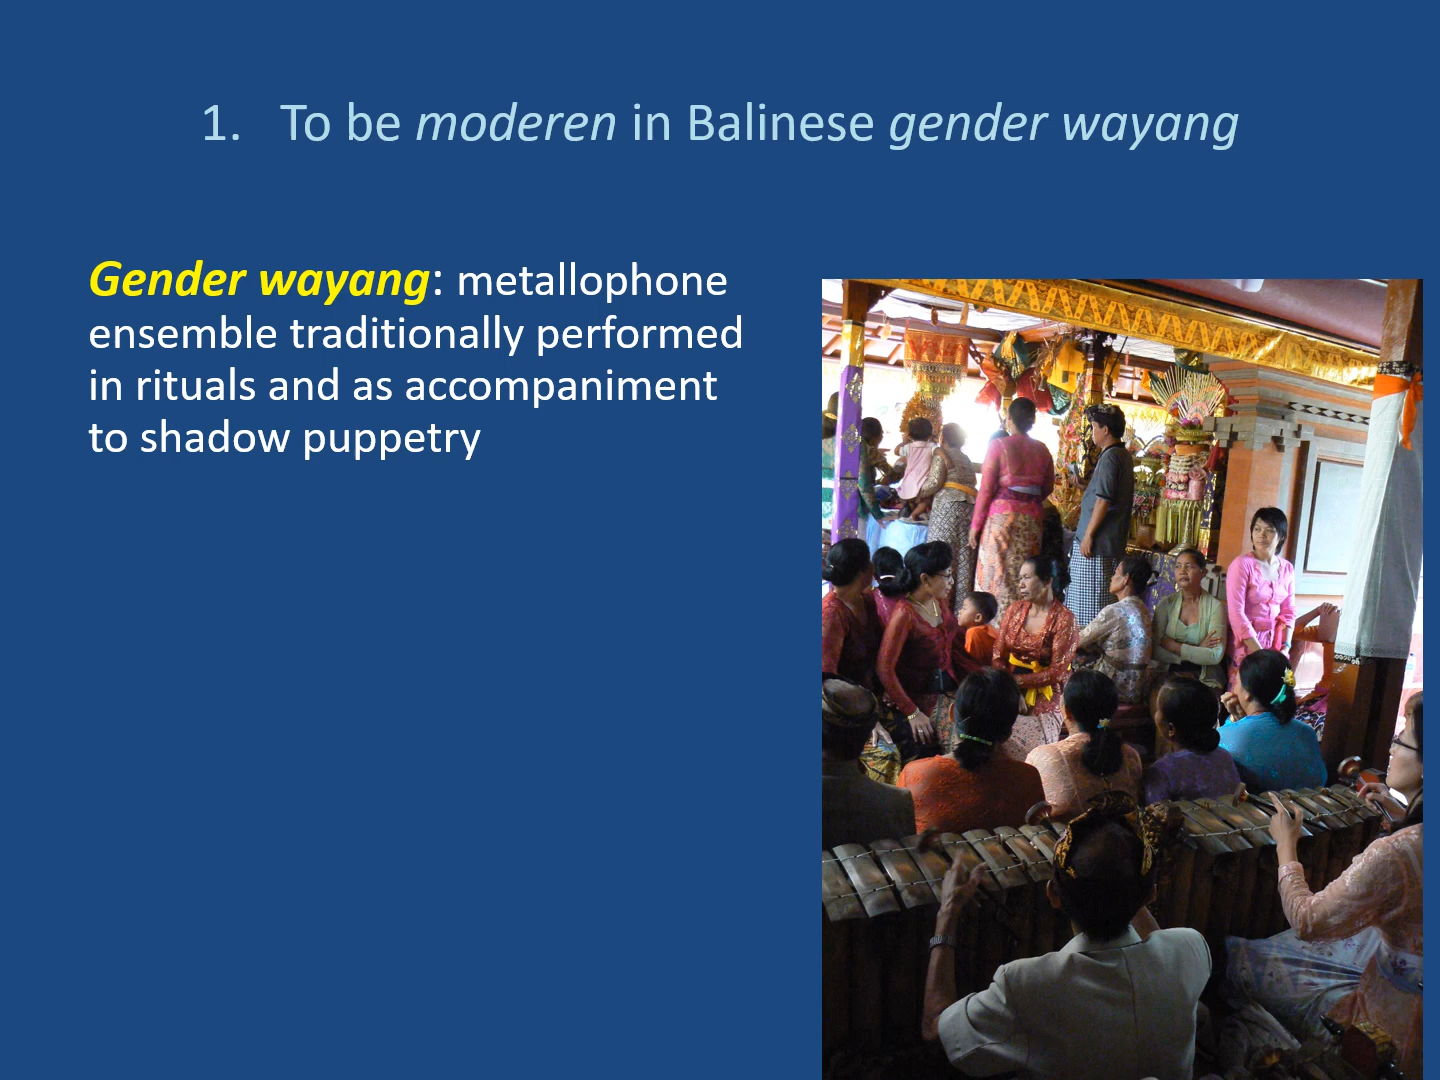 1. To be moderen in Balinese gender wayang
Gender wayang: metallophone
ensemble traditionally performed
in rituals and as accompaniment
to shadow puppetry